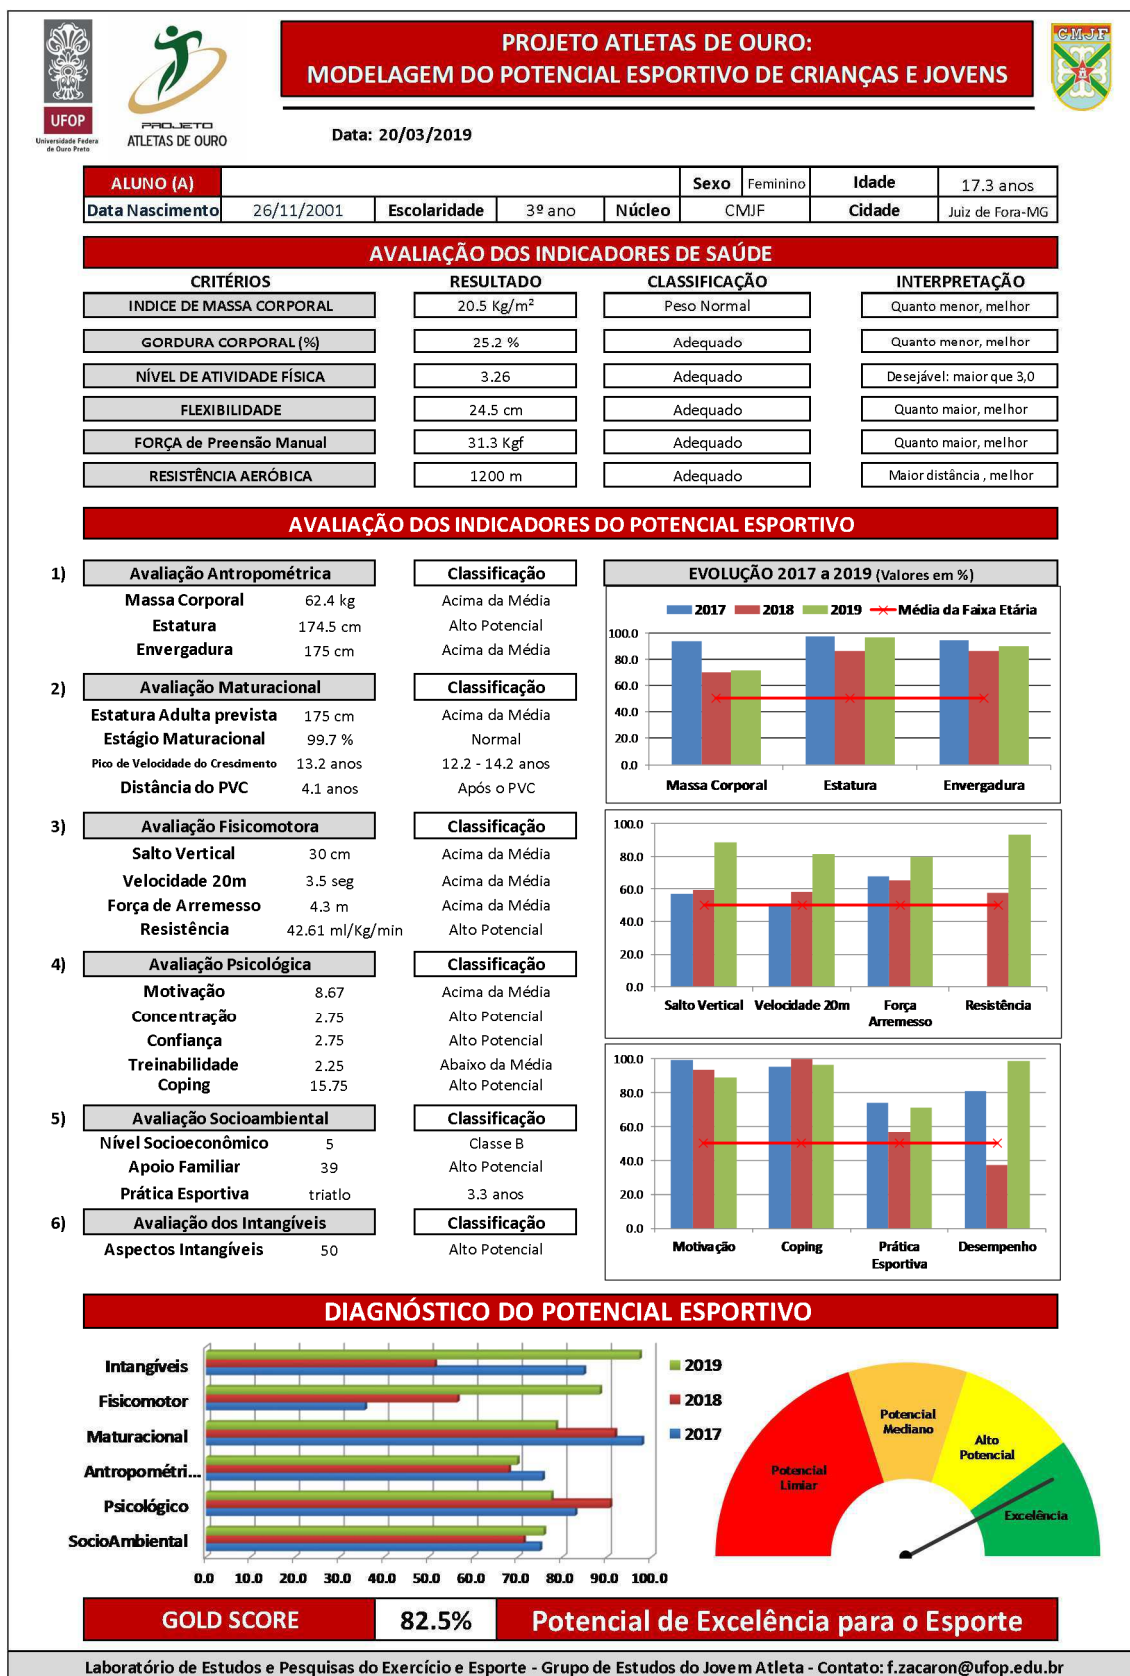 PROJETO ATLETAS DE OURO:
MODELAGEM DO POTENCIAL ESPORTIVO DE CRIANÇAS E JOVENS
CMJF
UFOP
Universidade Federa
de Ouro Preto
PROJETO
ATLETAS DE OURO
Data: 20/03/2019
ALUNO (A) Sexo Feminino Idade 17.3 anos
Data Nascimento 26/11/2001 Escolaridade 3º ano Núcleo CMJF Cidade Juiz de Fora-MG
AVALIAÇÃO DOS INDICADORES DE SAÚDE
CRITÉRIOS RESULTADO CLASSIFICAÇÃO INTERPRETAÇÃO
INDICE DE MASSA CORPORAL 20.5 Kg/m² Peso Normal Quanto menor, melhor
GORDURA CORPORAL (%) 25.2 % Adequado Quanto menor, melhor
NÍVEL DE ATIVIDADE FÍSICA 3.26 Adequado Desejável: maior que 3,0
FLEXIBILIDADE 24.5 cm Adequado Quanto maior, melhor
FORÇA de Preensão Manual 31.3 Kgf Adequado Quanto maior, melhor
RESISTÊNCIA AERÓBICA 1200 m Adequado Maior distância , melhor
AVALIAÇÃO DOS INDICADORES DO POTENCIAL ESPORTIVO
1) Avaliação Antropométrica Classificação
Massa Corporal 62.4 kg Acima da Média
Estatura 174.5 cm Alto Potencial
Envergadura 175 cm Acima da Média
2) Avaliação Maturacional Classificação
Estatura Adulta prevista 175 cm Acima da Média
Estágio Maturacional 99.7 % Normal
Pico de Velocidade do Crescimento 13.2 anos 12.2 - 14.2 anos
Distância do PVC 4.1 anos Após o PVC
3) Avaliação Fisicomotora Classificação
Salto Vertical 30 cm Acima da Média
Velocidade 20m 3.5 seg Acima da Média
Força de Arremesso 4.3 m Acima da Média
Resistência 42.61 ml/Kg/min Alto Potencial
4) Avaliação Psicológica Classificação
Motivação 8.67 Acima da Média
Concentração 2.75 Alto Potencial
Confiança 2.75 Alto Potencial
Treinabilidade 2.25 Abaixo da Média
Coping 15.75 Alto Potencial
5) Avaliação Socioambiental Classificação
Nível Socioeconômico 5 Classe B
Apoio Familiar 39 Alto Potencial
Prática Esportiva triatlo 3.3 anos
6) Avaliação dos Intangíveis Classificação
Aspectos Intangíveis 50 Alto Potencial
EVOLUÇÃO 2017 a 2019 (Valores em %)
2017 2018 2019 Média da Faixa Etária
100.0
80.0
60.0
40.0
20.0
0.0
Massa Corporal Estatura Envergadura
100.0
80.0
60.0
40.0
20.0
0.0
Salto Vertical Velocidade 20m Força Resistência
Arremesso
100.0
80.0
60.0
40.0
20.0
0.0
Motivação Coping Prática Desempenho
Esportiva
DIAGNÓSTICO DO POTENCIAL ESPORTIVO
Intangíveis
Fisicomotor
Maturacional
Antropométri...
Psicológico
SocioAmbiental
0.0 10.0 20.0 30.0 40.0 50.0 60.0 70.0 80.0 90.0 100.0
2019
2018
2017
Potencial
Limiar
Potencial
Mediano
Alto
Potencial
Excelência
GOLD SCORE 82.5% Potencial de Excelência para o Esporte
Laboratório de Estudos e Pesquisas do Exercício e Esporte - Grupo de Estudos do Jovem Atleta - Contato: f.zacaron@ufop.edu.br